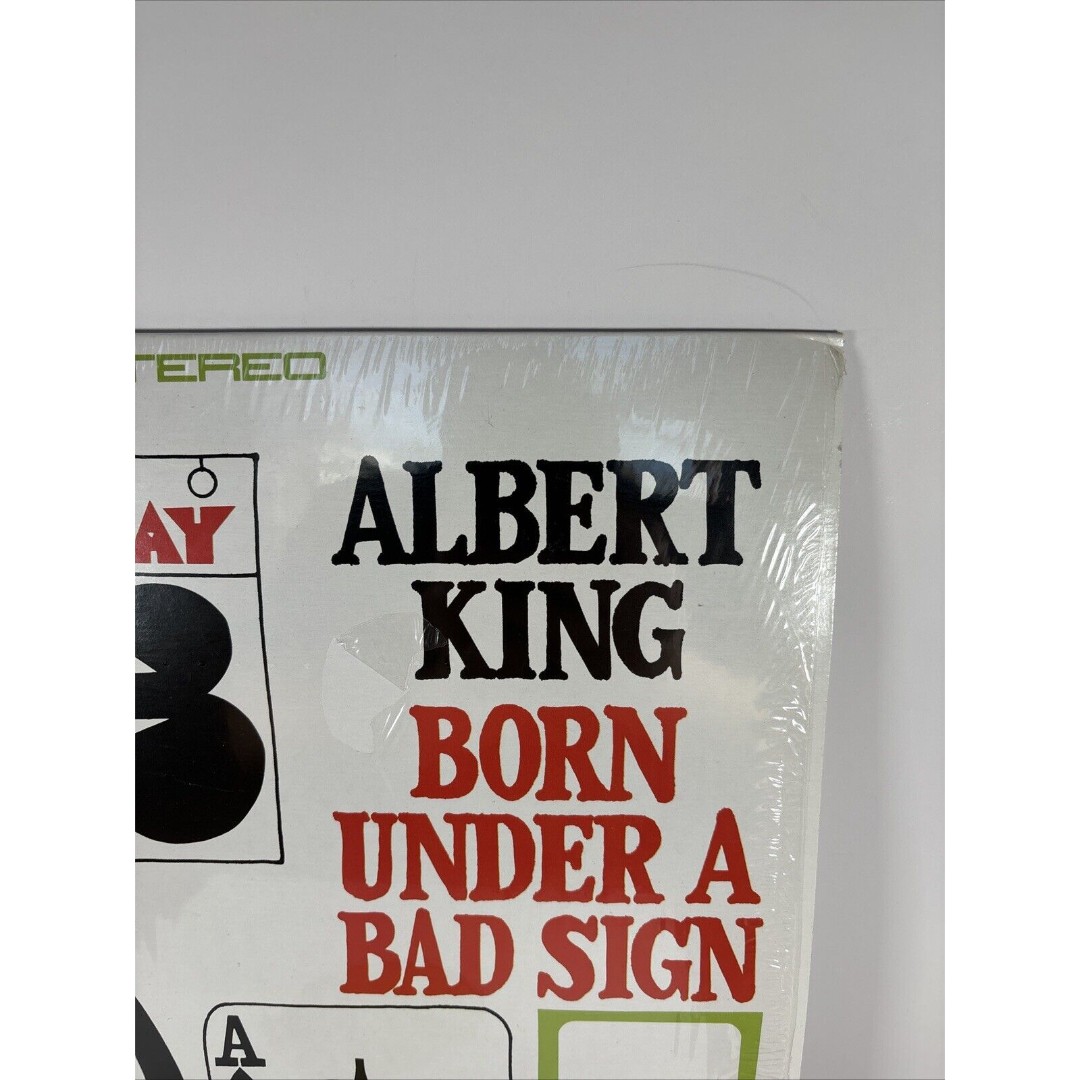 TEREO
AY
3
ALBERT
KING
BORN
UNDER A
BAD SIGN
A